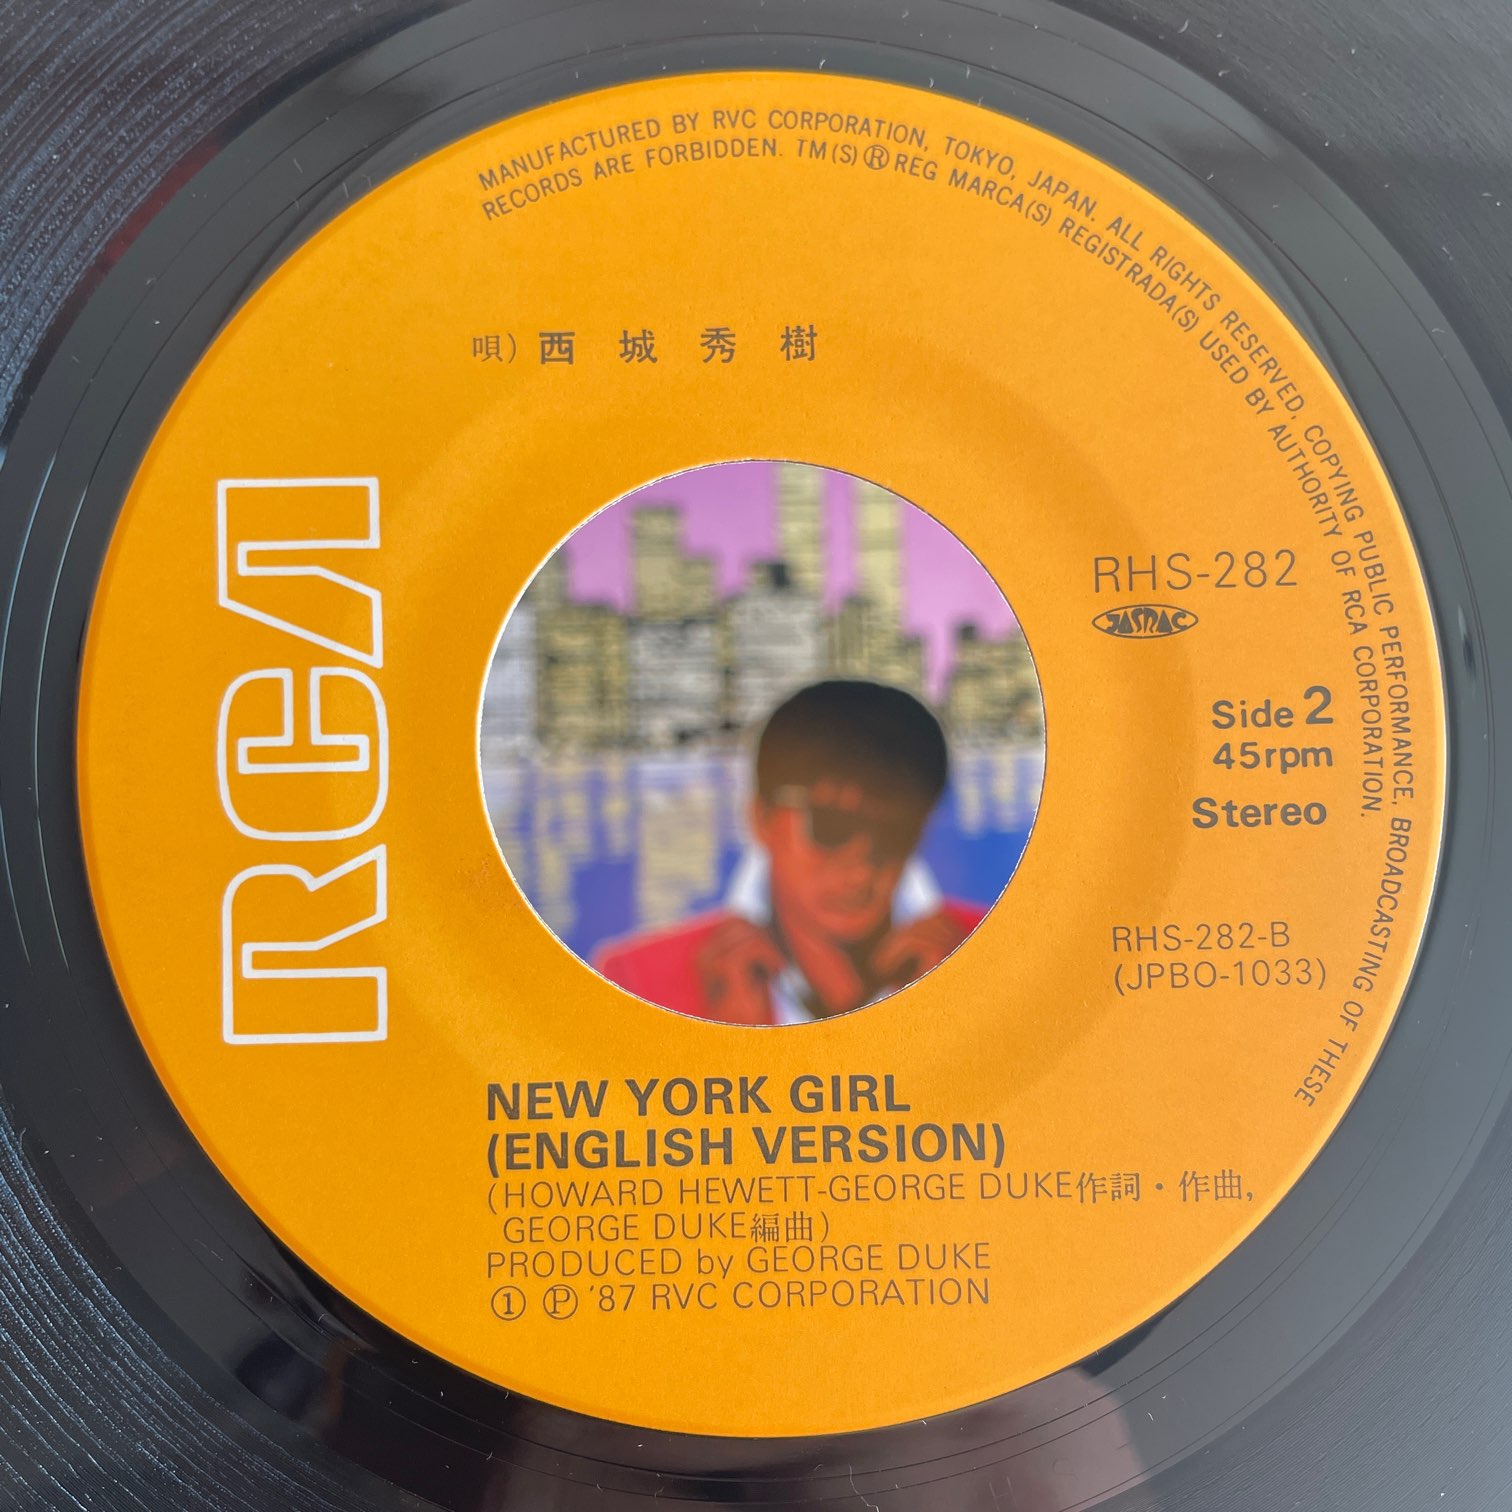 MANUFACTURED BY RVC CORPORATION, TOKYO, JAPAN. ALL RIGHTS RESERVED, COPYING PUBLIC PERFORMANCE, BROADCASTING OF THESE
RECORDS ARE FORBIDDEN. TM(S)®REG MARCA(S) REGISTRADA(S) USED BY AUTHORITY OF RCA CORPORATION.
唄) 西城秀樹
RCA
RHS-282
JASRAC
Side 2
45rpm
Stereo
RHS-282-B
(JPBO-1033)
NEW YORK GIRL
(ENGLISH VERSION)
(HOWARD HEWETT-GEORGE DUKE作詞・作曲,
GEORGE DUKE編曲)
PRODUCED by GEORGE DUKE
① Ⓟ '87 RVC CORPORATION